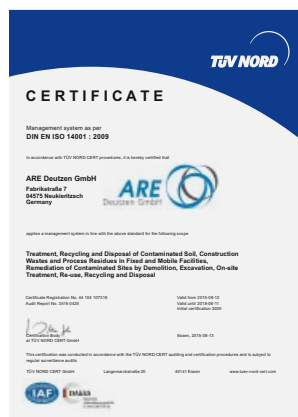 TÜV NORD
CERTIFICATE
Management system as per
DIN EN ISO 14001 : 2009
In accordance with TÜV NORD CERT procedures, it is hereby certified that
ARE Deutzen GmbH
Fabrikstraße 7
04575 Neukieritzsch
Germany
ARE
Deutzen GmbH
applies a management system in line with the above standard for the following scope
Treatment, Recycling and Disposal of Contaminated Soil, Construction
Wastes and Process Residues in Fixed and Mobile Facilities,
Remediation of Contaminated Sites by Demolition, Excavation, On-site
Treatment, Re-use, Recycling and Disposal
Certificate Registration No. 44 104 107318
Audit Report No. 3518 0428
Valid from 2015-08-12
Valid until 2018-08-11
Initial certification 2009
Certification Body
at TÜV NORD CERT GmbH
Essen, 2015-08-13
This certification was conducted in accordance with the TÜV NORD CERT auditing and certification procedures and is subject to
regular surveillance audits.
TÜV NORD CERT GmbH Langemarckstraße 20 45141 Essen www.tuev-nord-cert.com
IAF
DAkkS